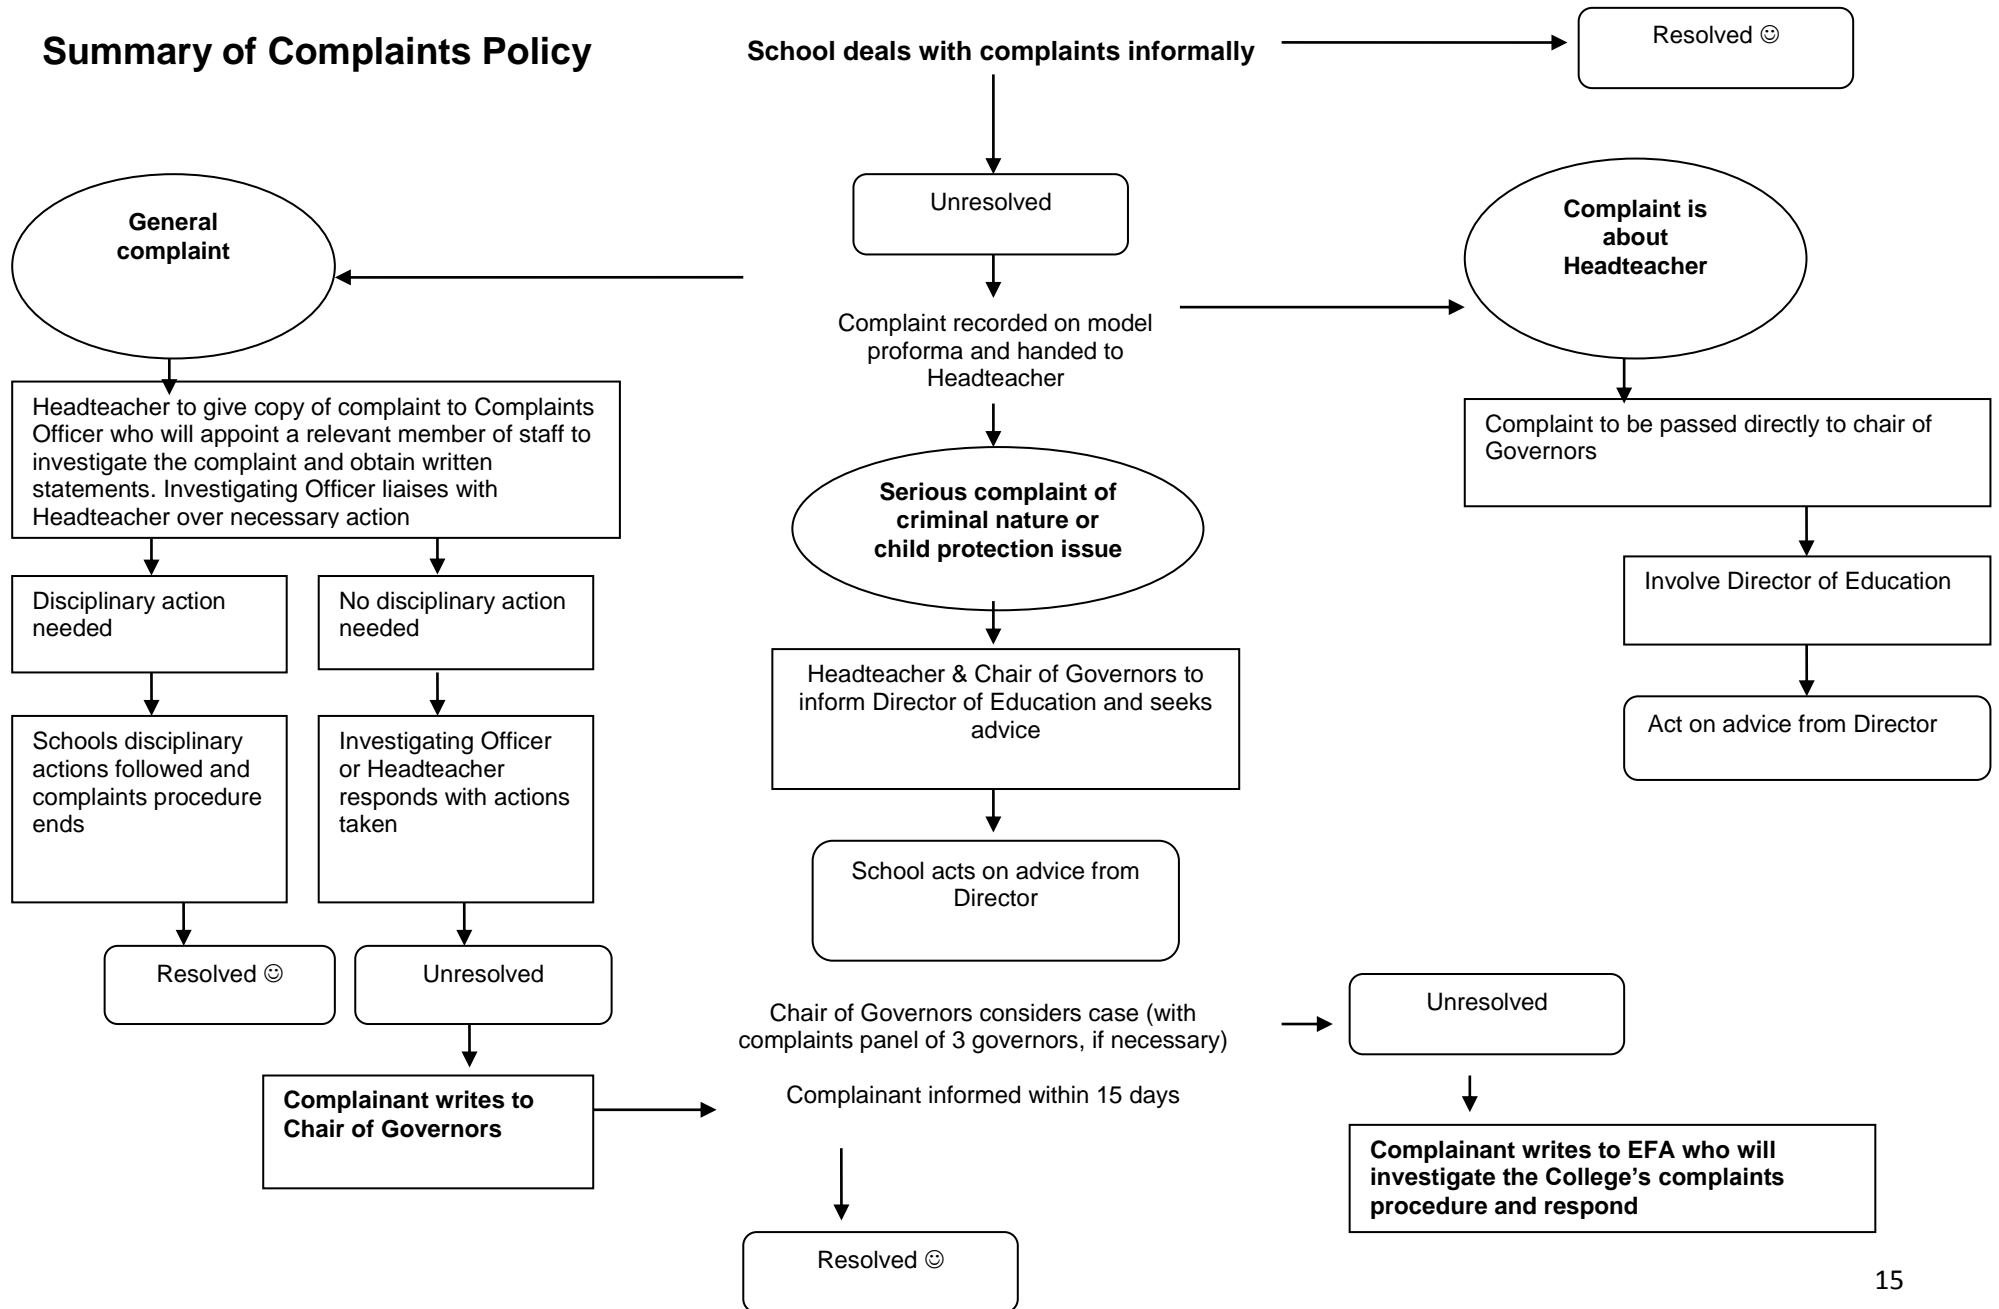 Summary of Complaints Policy
School deals with complaints informally
Resolved ☺
Unresolved
General
complaint
Complaint is
about
Headteacher
Complaint recorded on model
proforma and handed to
Headteacher
Headteacher to give copy of complaint to Complaints
Officer who will appoint a relevant member of staff to
investigate the complaint and obtain written
statements. Investigating Officer liaises with
Headteacher over necessary action
Complaint to be passed directly to chair of
Governors
Serious complaint of
criminal nature or
child protection issue
Disciplinary action
needed
No disciplinary action
needed
Involve Director of Education
Headteacher & Chair of Governors to
inform Director of Education and seeks
advice
Act on advice from Director
Schools disciplinary
actions followed and
complaints procedure
ends
Investigating Officer
or Headteacher
responds with actions
taken
School acts on advice from
Director
Resolved ☺
Unresolved
Chair of Governors considers case (with
complaints panel of 3 governors, if necessary)
Complainant informed within 15 days
Unresolved
Complainant writes to
Chair of Governors
Complainant writes to EFA who will
investigate the College’s complaints
procedure and respond
Resolved ☺
15